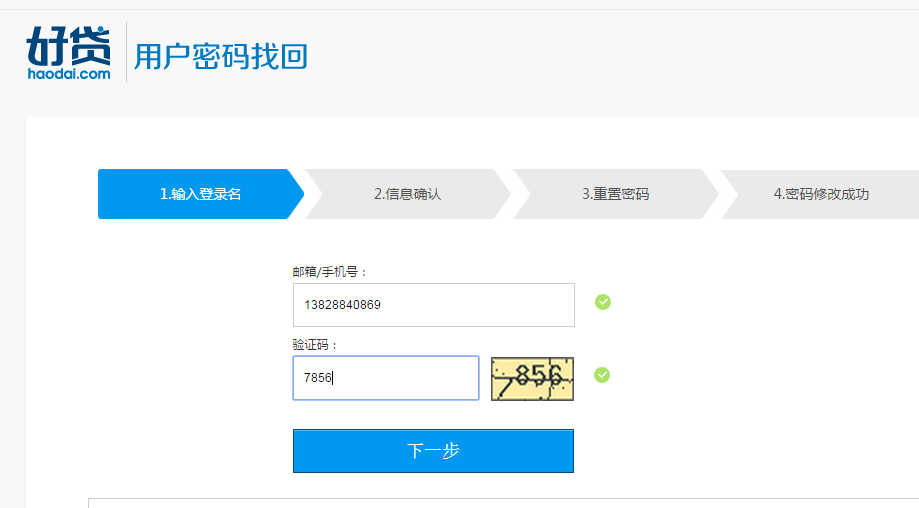 好贷
haodai.com
用户密码找回
1.输入登录名
2.信息确认
3.重置密码
4.密码修改成功
邮箱/手机号：
13828840869
验证码：
7856
7856
下一步